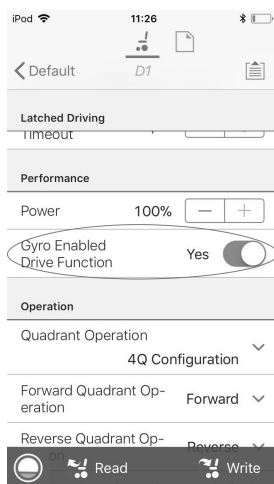 iPod 11:26
Default D1
Latched Driving
Timeout
Performance
Power 100% − +
Gyro Enabled
Drive Function Yes
Operation
Quadrant Operation
4Q Configuration
Forward Quadrant Op-
eration Forward
Reverse Quadrant Op-
on Reverse
Read Write